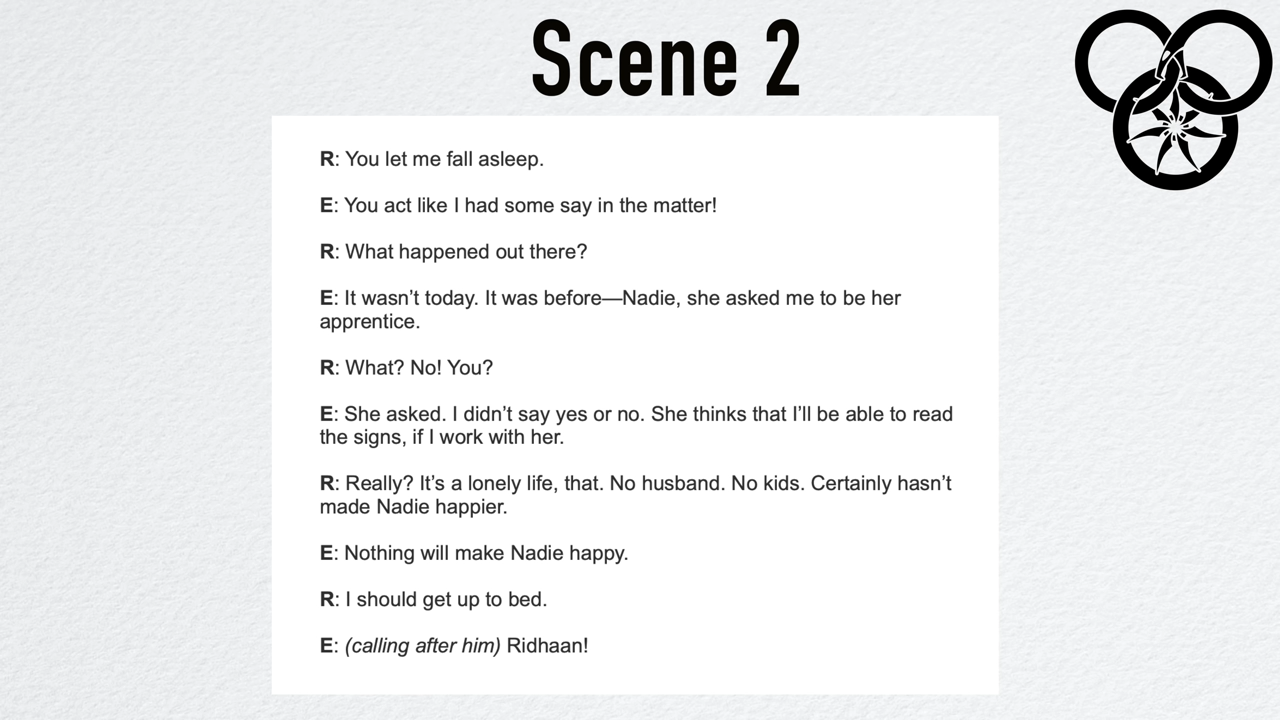 Scene 2
R: You let me fall asleep.
E: You act like I had some say in the matter!
R: What happened out there?
E: It wasn’t today. It was before—Nadie, she asked me to be her
apprentice.
R: What? No! You?
E: She asked. I didn’t say yes or no. She thinks that I’ll be able to read
the signs, if I work with her.
R: Really? It’s a lonely life, that. No husband. No kids. Certainly hasn’t
made Nadie happier.
E: Nothing will make Nadie happy.
R: I should get up to bed.
E: (calling after him) Ridhaan!